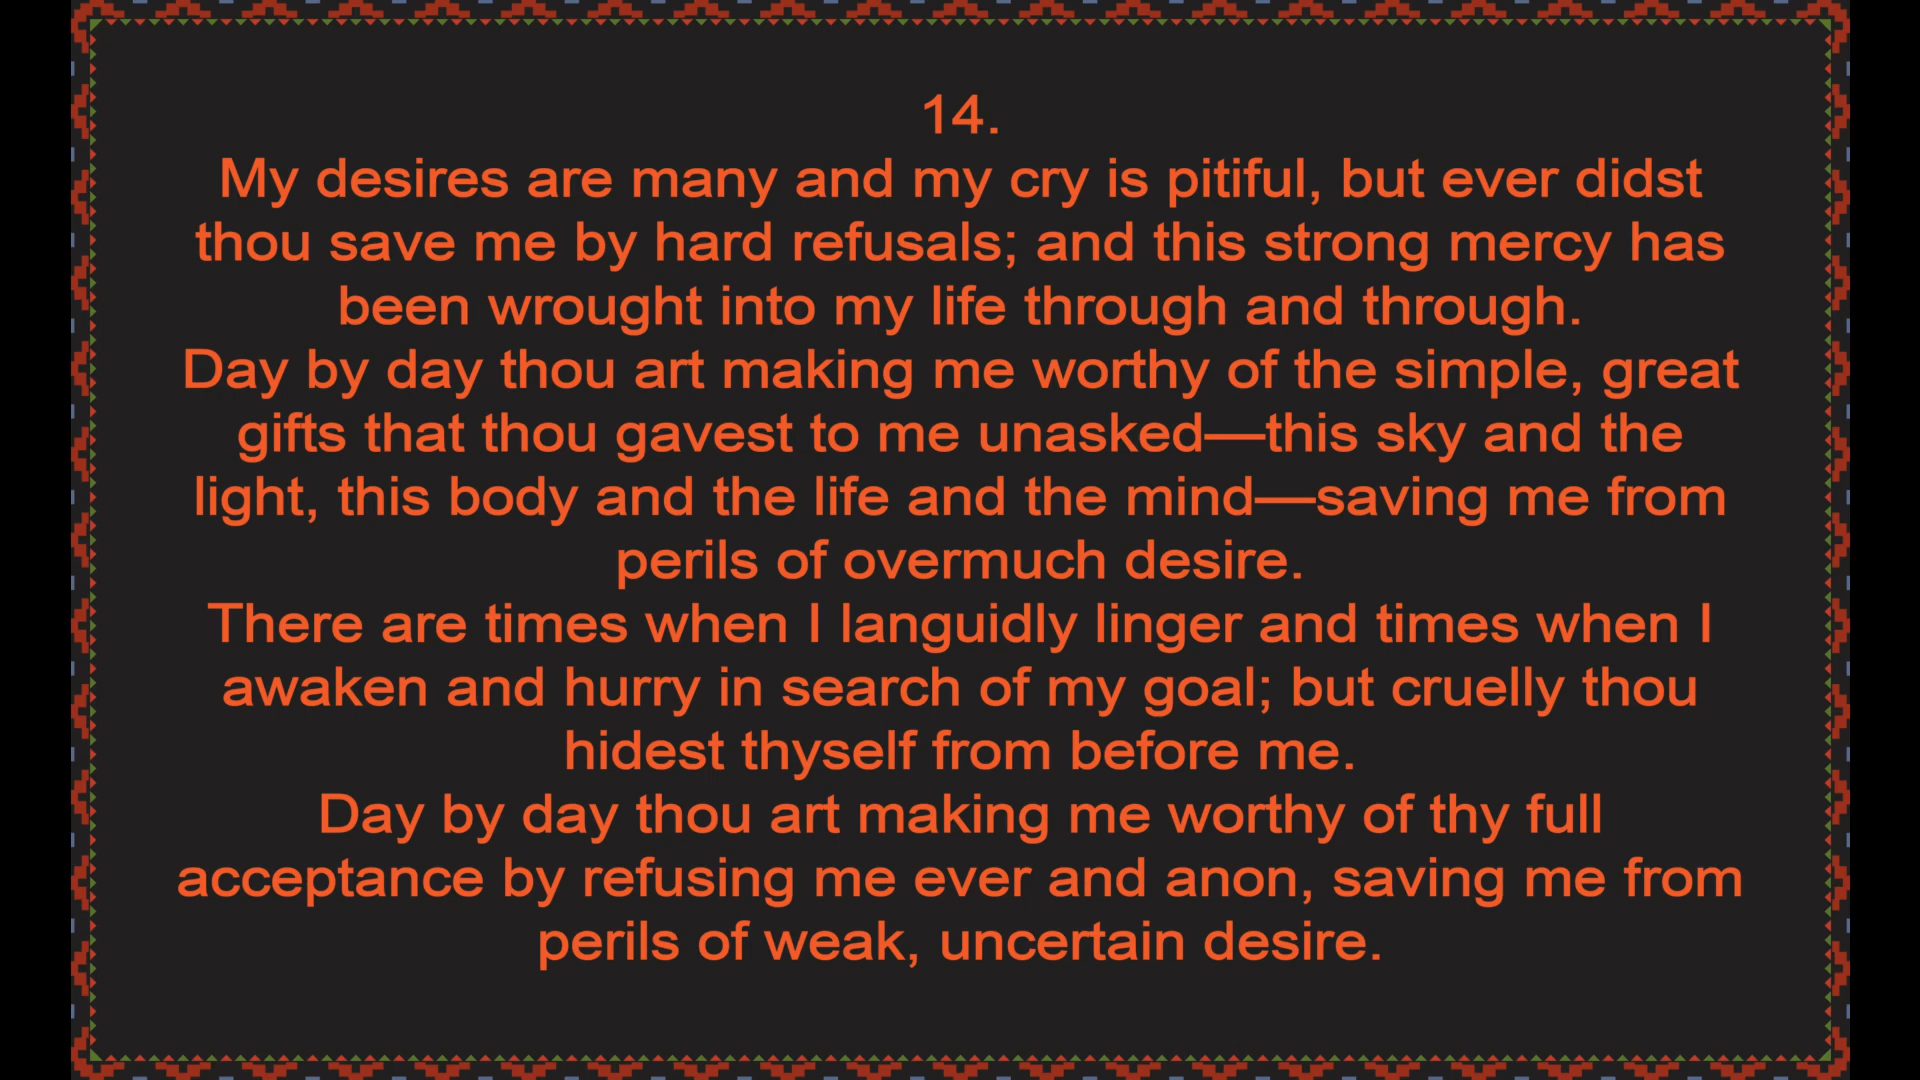 14.
My desires are many and my cry is pitiful, but ever didst
thou save me by hard refusals; and this strong mercy has
been wrought into my life through and through.
Day by day thou art making me worthy of the simple, great
gifts that thou gavest to me unasked—this sky and the
light, this body and the life and the mind—saving me from
perils of overmuch desire.
There are times when I languidly linger and times when I
awaken and hurry in search of my goal; but cruelly thou
hidest thyself from before me.
Day by day thou art making me worthy of thy full
acceptance by refusing me ever and anon, saving me from
perils of weak, uncertain desire.